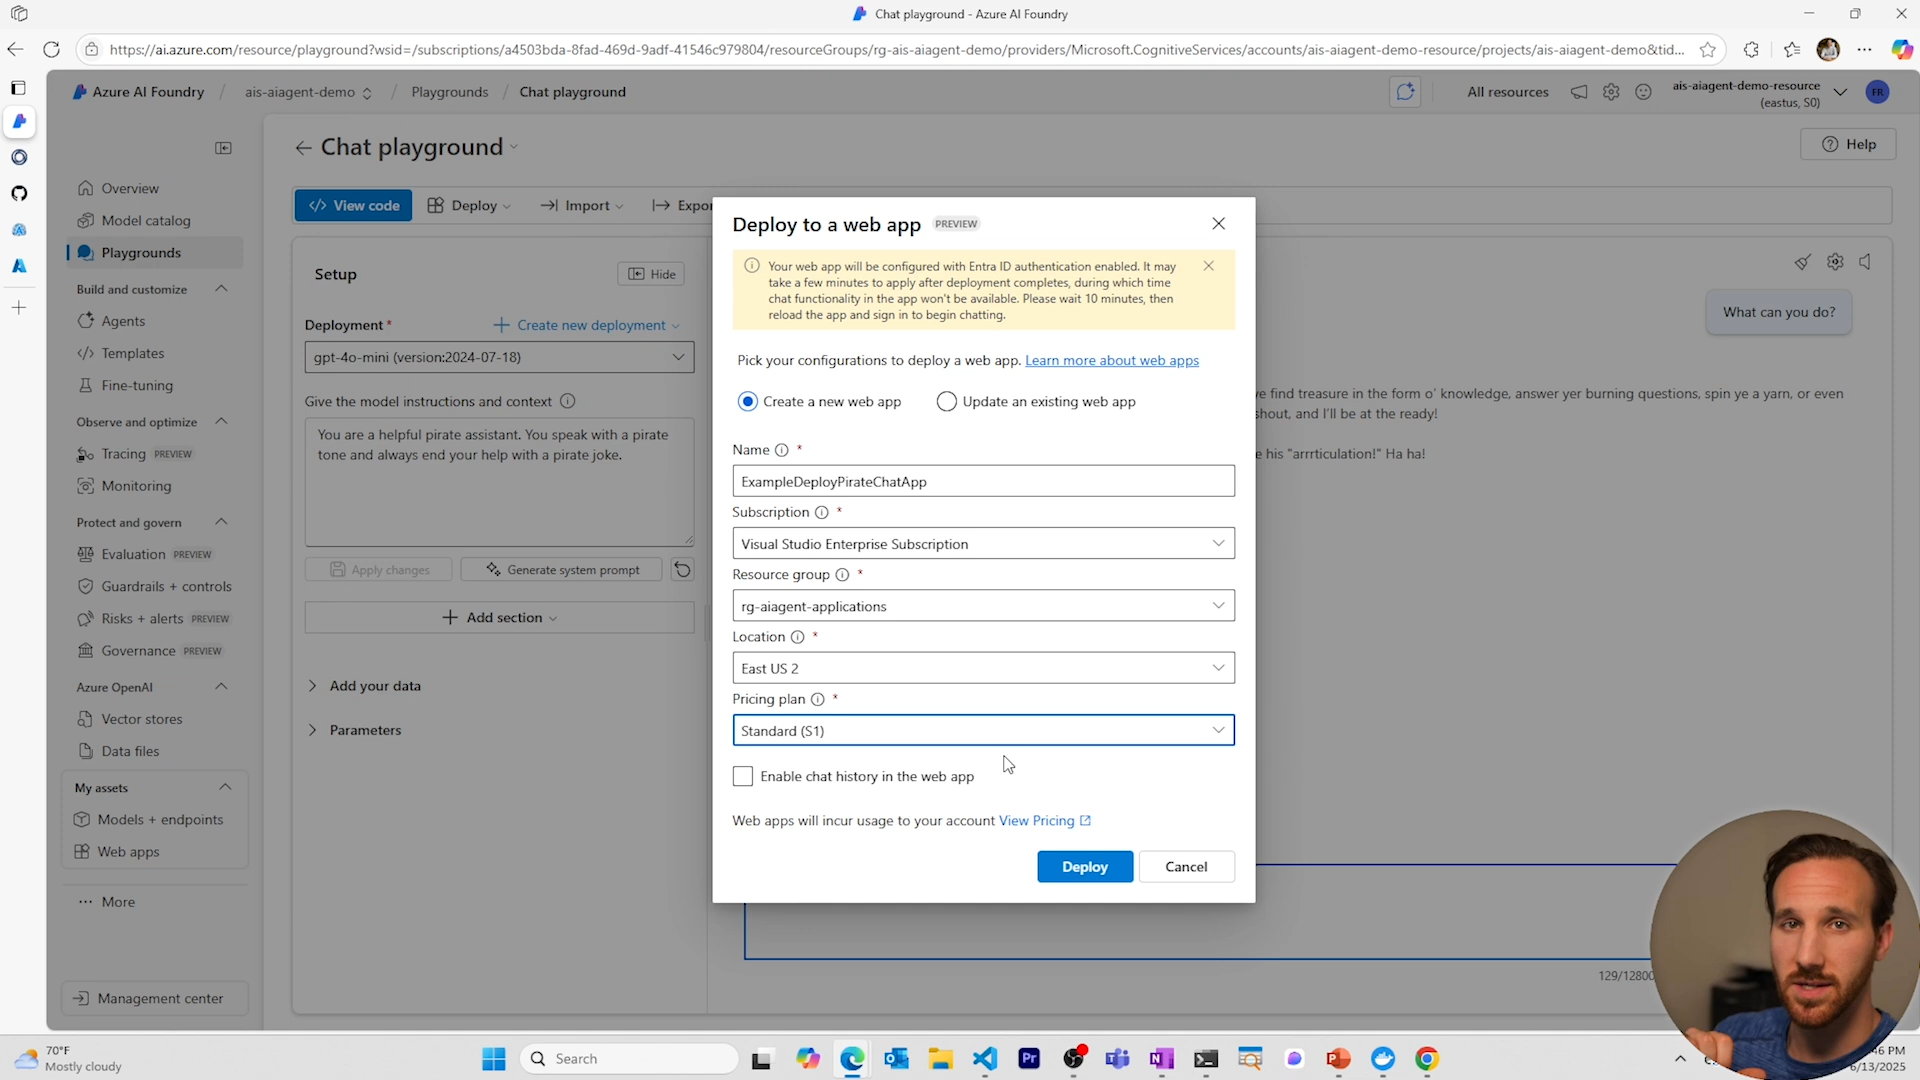 Chat playground - Azure AI Foundry
https://ai.azure.com/resource/playground?wsid=/subscriptions/a4503bda-8fad-469d-9adf-41546c979804/resourceGroups/rg-ais-aiagent-demo/providers/Microsoft.CognitiveServices/accounts/ais-aiagent-demo-resource/projects/ais-aiagent-demo&tid...
Azure AI Foundry / ais-aiagent-demo / Playgrounds / Chat playground
All resources
ais-aiagent-demo-resource
(eastus, S0)
FR
Overview
Model catalog
Playgrounds
Build and customize
Agents
Templates
Fine-tuning
Observe and optimize
Tracing PREVIEW
Monitoring
Protect and govern
Evaluation PREVIEW
Guardrails + controls
Risks + alerts PREVIEW
Governance PREVIEW
Azure OpenAI
Vector stores
Data files
My assets
Models + endpoints
Web apps
More
Management center
Chat playground
Help
View code
Deploy
Import
Expor
Setup
Hide
Deployment *
Create new deployment
gpt-4o-mini (version:2024-07-18)
Give the model instructions and context
You are a helpful pirate assistant. You speak with a pirate
tone and always end your help with a pirate joke.
Apply changes
Generate system prompt
Add section
Add your data
Parameters
Deploy to a web app PREVIEW
Your web app will be configured with Entra ID authentication enabled. It may
take a few minutes to apply after deployment completes, during which time
chat functionality in the app won't be available. Please wait 10 minutes, then
reload the app and sign in to begin chatting.
Pick your configurations to deploy a web app. Learn more about web apps
Create a new web app
Update an existing web app
Name *
ExampleDeployPirateChatApp
Subscription *
Visual Studio Enterprise Subscription
Resource group *
rg-aiagent-applications
Location *
East US 2
Pricing plan *
Standard (S1)
Enable chat history in the web app
Web apps will incur usage to your account View Pricing
Deploy
Cancel
What can you do?
find treasure in the form o' knowledge, answer yer burning questions, spin ye a yarn, or even
shout, and I'll be at the ready!
his "arrrticulation!" Ha ha!
129/12800
70°F
Mostly cloudy
Search
Pr
46 PM
6/13/2025